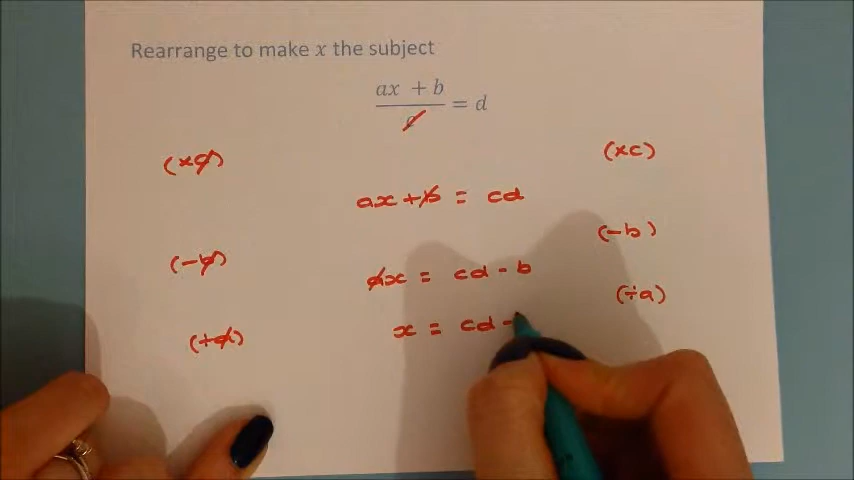 Rearrange to make x the subject
ax + b
c
= d
(×c)
(×c)
ax + b = cd
(-b)
(-b)
ax = cd - b
(÷a)
(÷a)
x = cd -